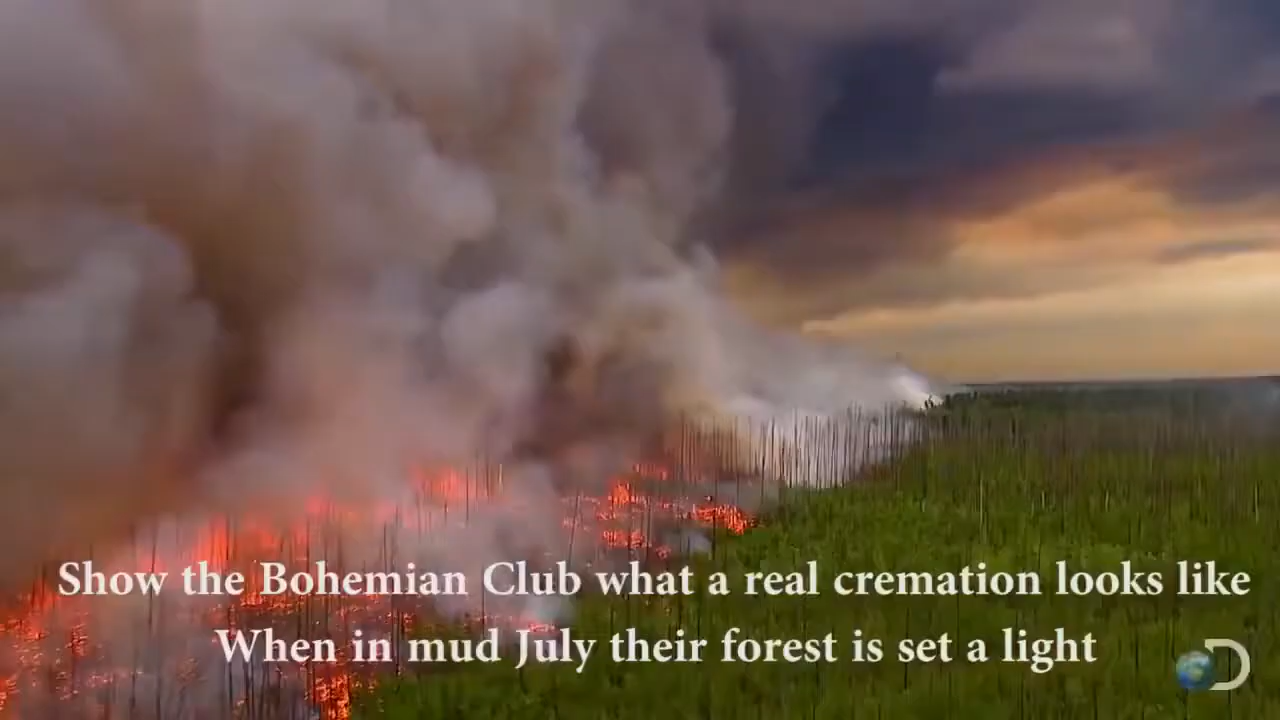 Show the Bohemian Club what a real cremation looks like
When in mud July their forest is set a light